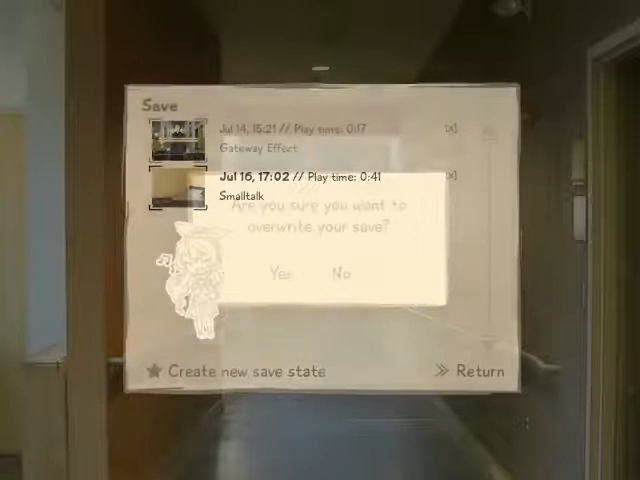 Save
Jul 14, 15:21 // Play time: 0:17
[X]
Gateway Effect
Jul 16, 17:02 // Play time: 0:41
[X]
Smalltalk
Are you sure you want to
overwrite your save?
Yes No
Create new save state
Return